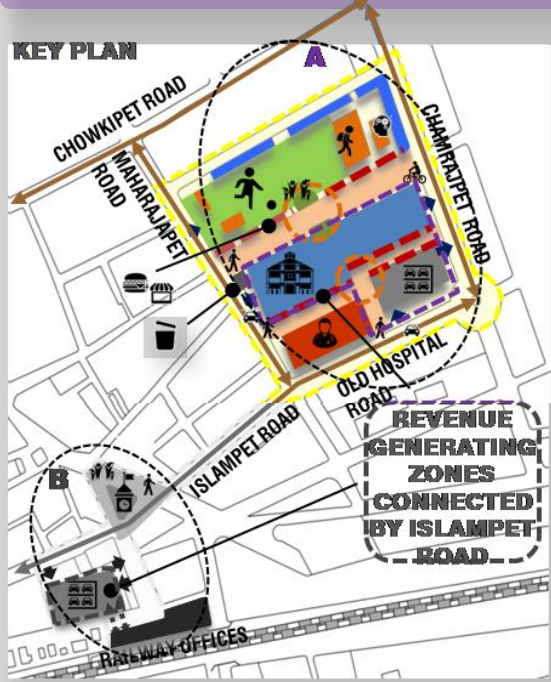 KEY PLAN
A
CHOWKIPET ROAD
MAHARAJAPET
ROAD
CHAMRAJPET ROAD
OLD HOSPITAL
ROAD
ISLAMPET ROAD
REVENUE
GENERATING
ZONES
CONNECTED
BY ISLAMPET
ROAD
B
RAILWAY OFFICES